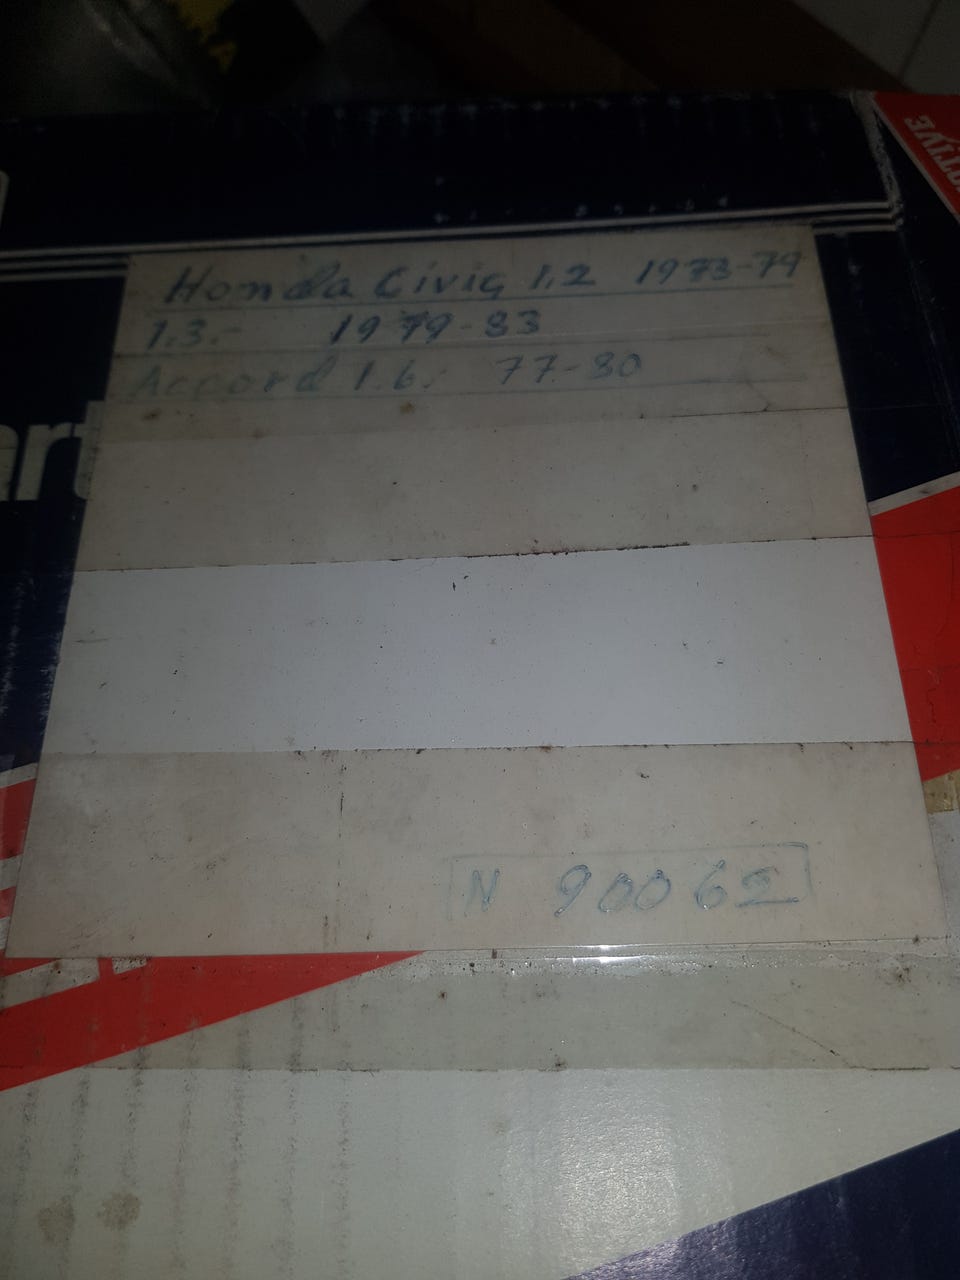 Honda Civic 1,2 1973-79
1.3.- 1979-83
Accord 1.6. 77-80
N 90062